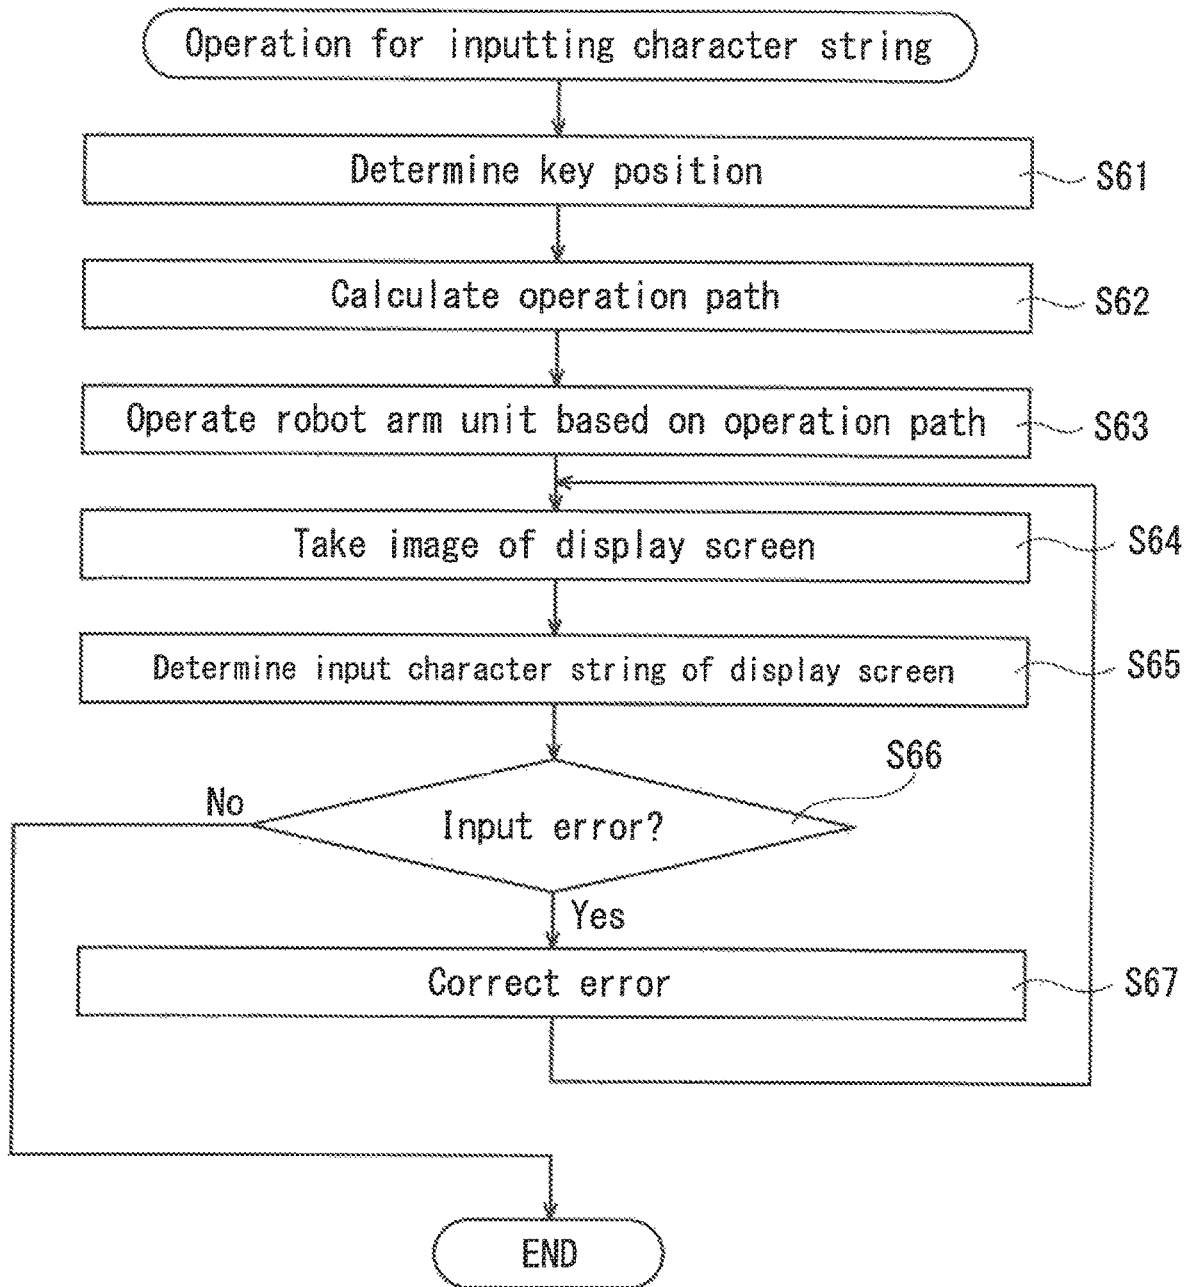 Operation for inputting character string
Determine key position
S61
Calculate operation path
S62
Operate robot arm unit based on operation path
S63
Take image of display screen
S64
Determine input character string of display screen
S65
S66
No
Input error?
Yes
Correct error
S67
END